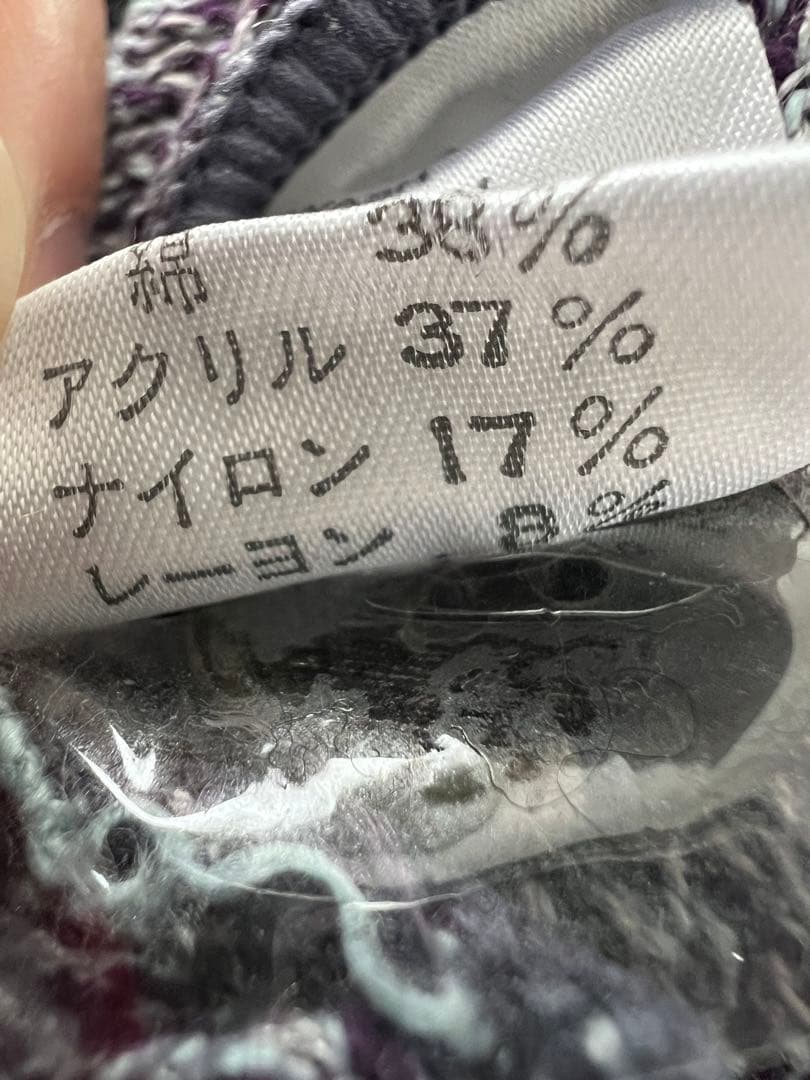 綿 38%
アクリル 37%
ナイロン 17%
レーヨン 8%